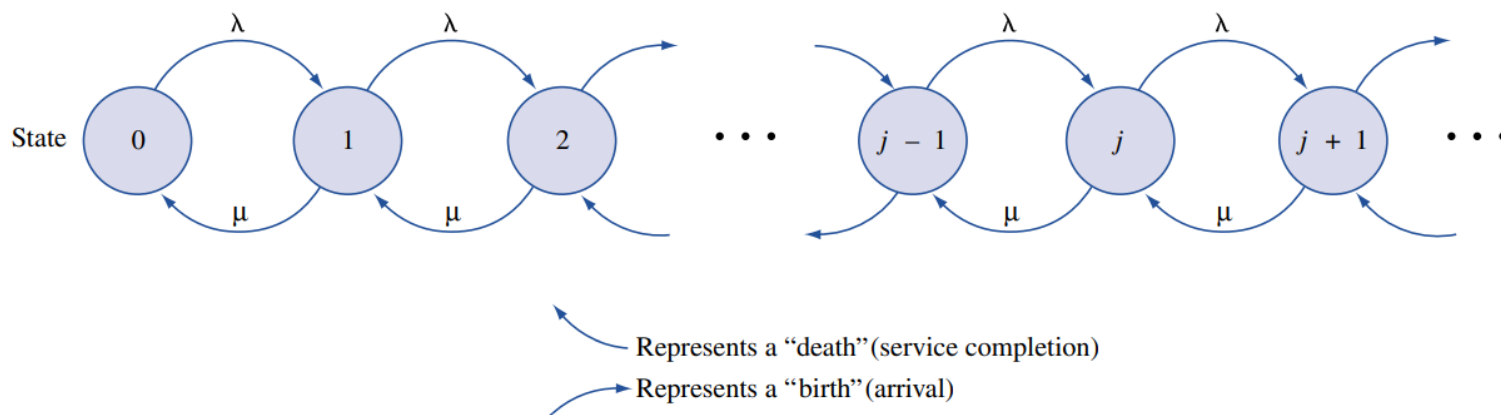 λ λ λ λ
State 0 1 2 • • • j – 1 j j + 1 • • •
μ μ μ μ
Represents a “death”(service completion)
Represents a “birth”(arrival)